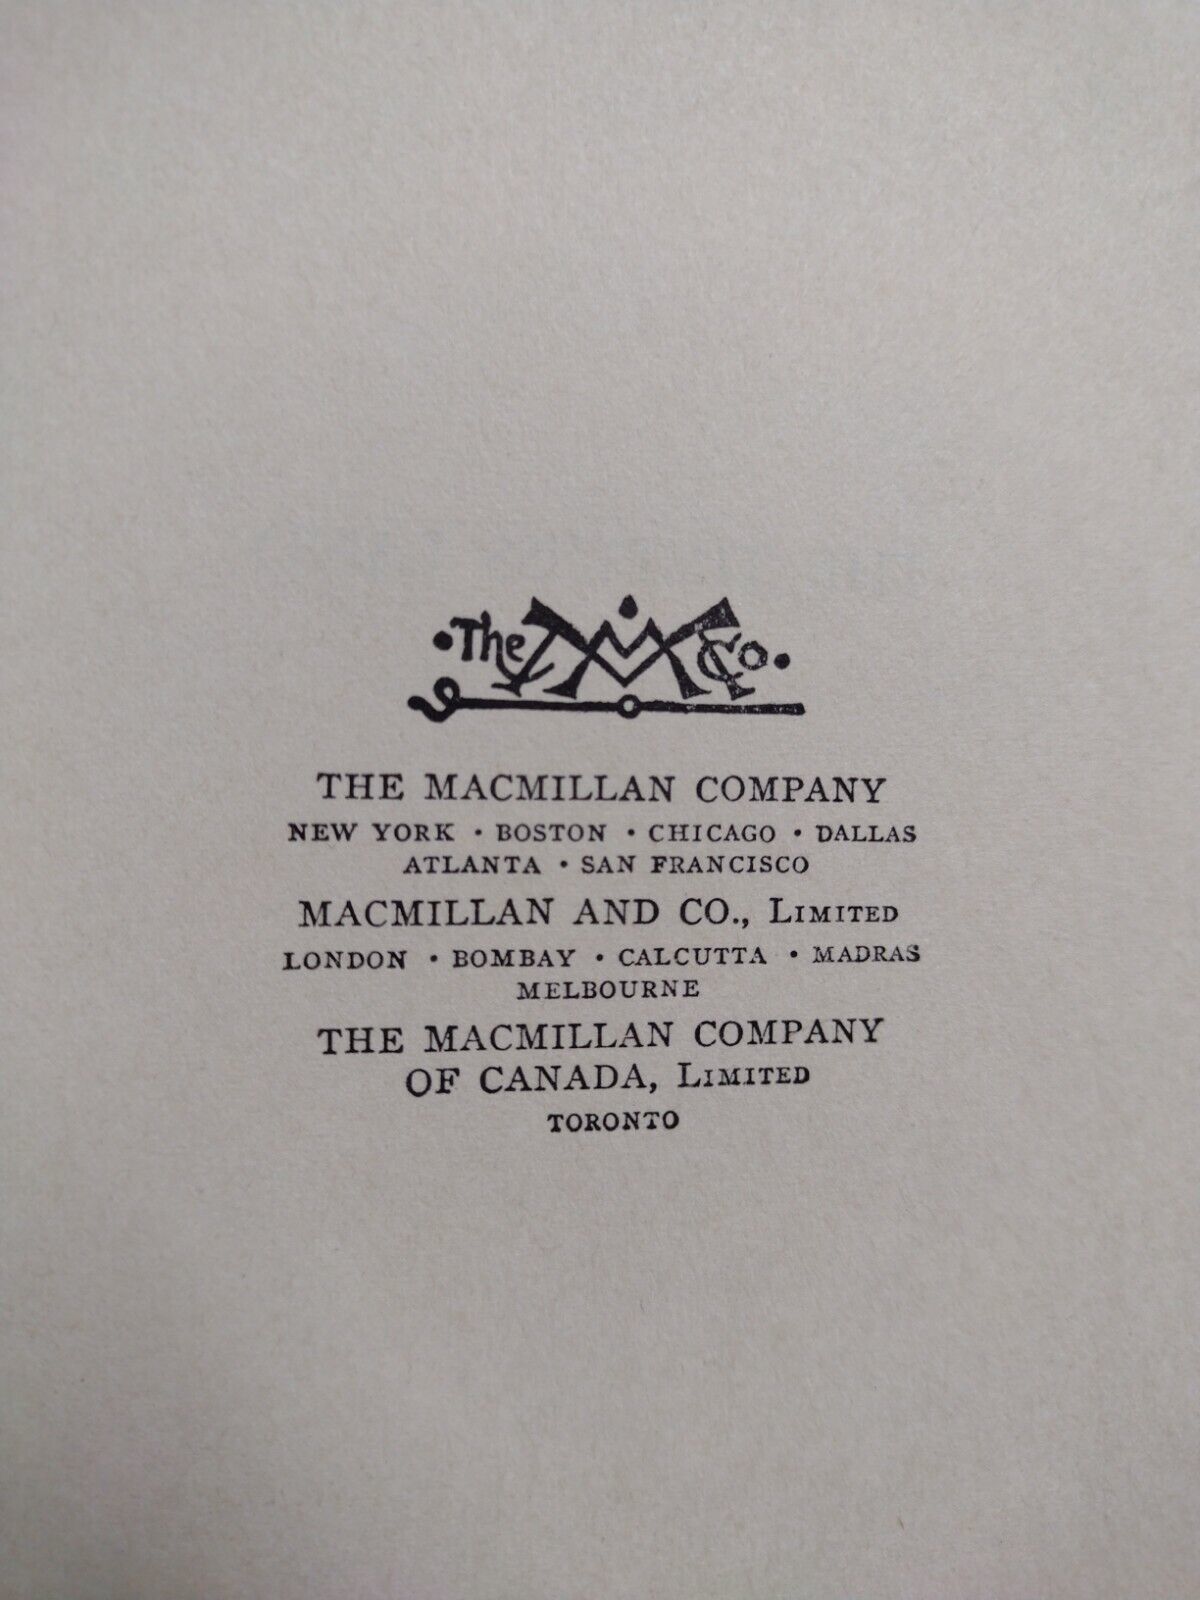 ·The M Co·
THE MACMILLAN COMPANY
NEW YORK · BOSTON · CHICAGO · DALLAS
ATLANTA · SAN FRANCISCO
MACMILLAN AND CO., LIMITED
LONDON · BOMBAY · CALCUTTA · MADRAS
MELBOURNE
THE MACMILLAN COMPANY
OF CANADA, LIMITED
TORONTO